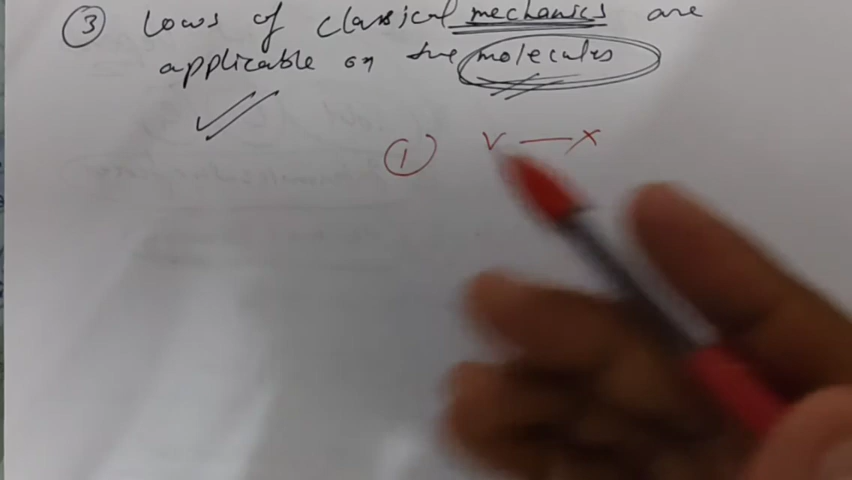 ③ Laws of classical mechanics are
applicable on the molecules
① V — X